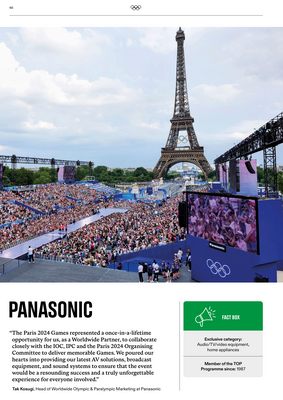 PANASONIC
“The Paris 2024 Games represented a once-in-a-lifetime
opportunity for us, as a Worldwide Partner, to collaborate
closely with the IOC, IPC and the Paris 2024 Organising
Committee to deliver memorable Games. We poured our
hearts into providing our latest AV solutions, broadcast
equipment, and sound systems to ensure that the event
would be a resounding success and a truly unforgettable
experience for everyone involved.”
Tak Kosugi, Head of Worldwide Olympic & Paralympic Marketing at Panasonic
FACT BOX
Exclusive category:
Audio/TV/video equipment,
home appliances
Member of the TOP
Programme since: 1987